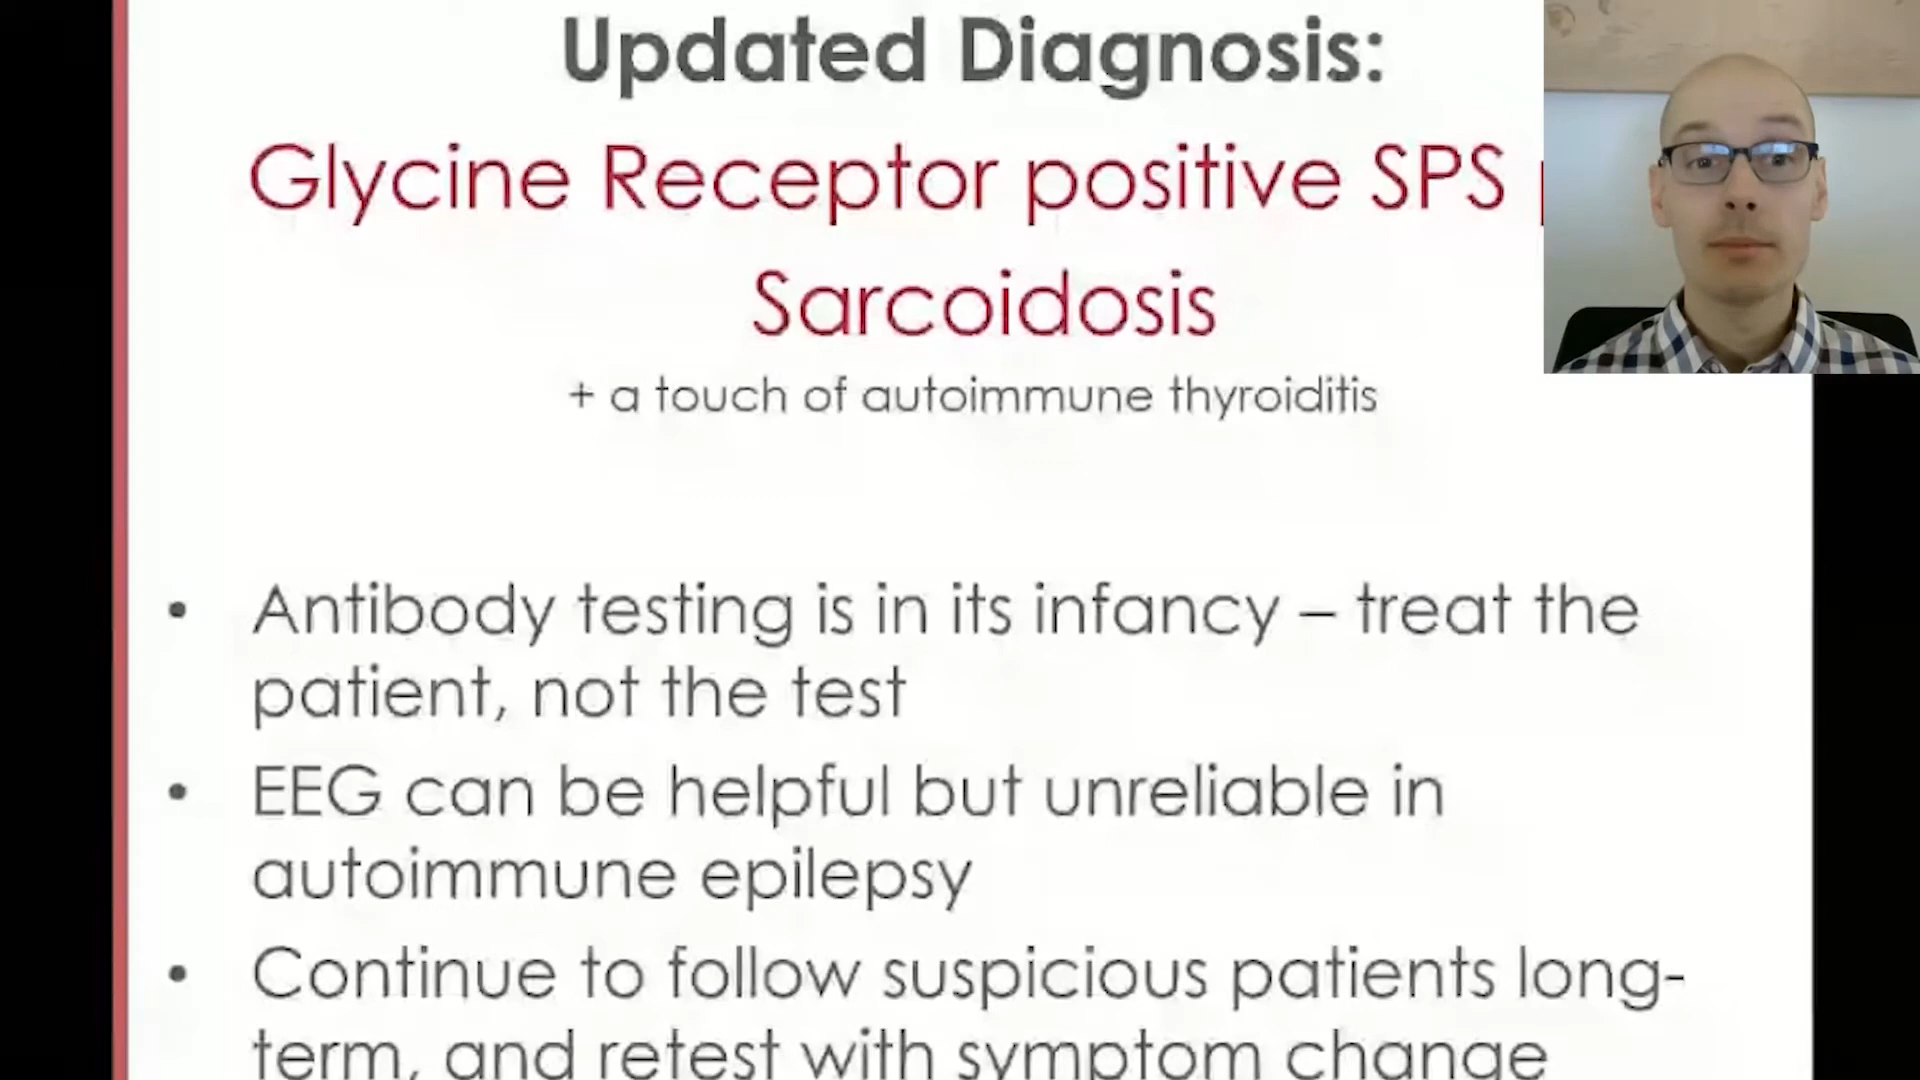 Updated Diagnosis:
Glycine Receptor positive SPS
Sarcoidosis
+ a touch of autoimmune thyroiditis
• Antibody testing is in its infancy – treat the
patient, not the test
• EEG can be helpful but unreliable in
autoimmune epilepsy
• Continue to follow suspicious patients long-
term, and retest with symptom change